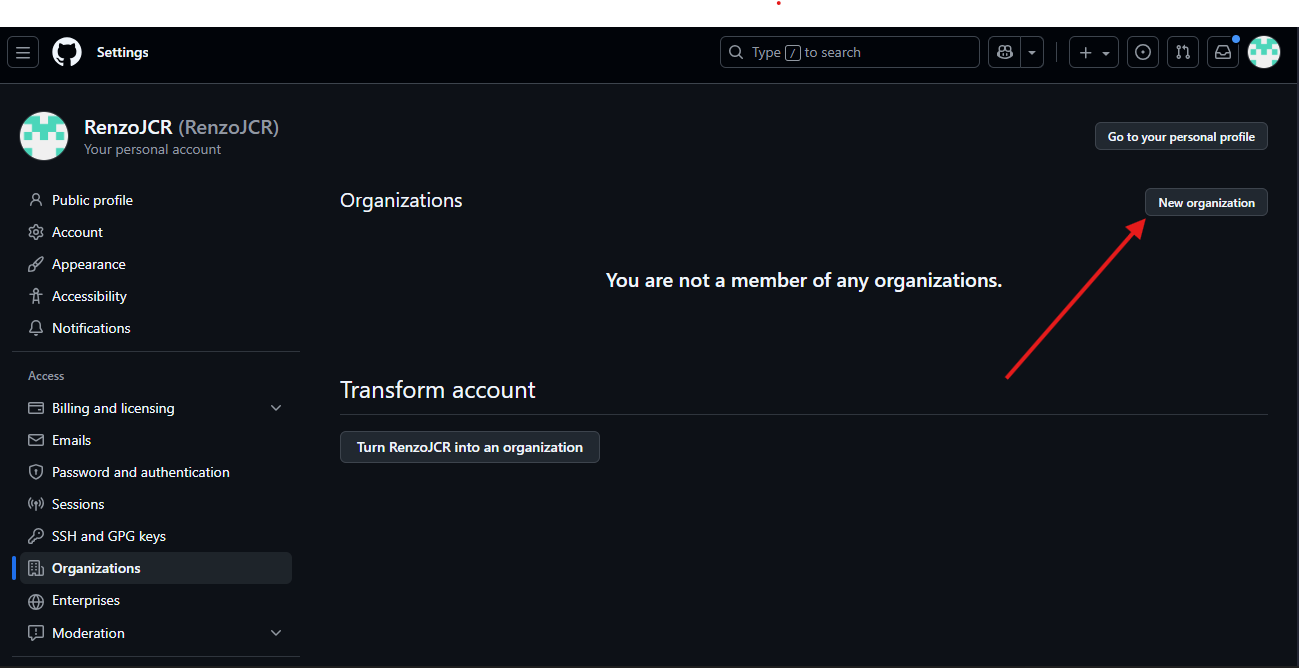 Settings
Type / to search
RenzoJCR (RenzoJCR)
Your personal account
Go to your personal profile
Public profile
Account
Appearance
Accessibility
Notifications
Access
Billing and licensing
Emails
Password and authentication
Sessions
SSH and GPG keys
Organizations
Enterprises
Moderation
Organizations
New organization
You are not a member of any organizations.
Transform account
Turn RenzoJCR into an organization